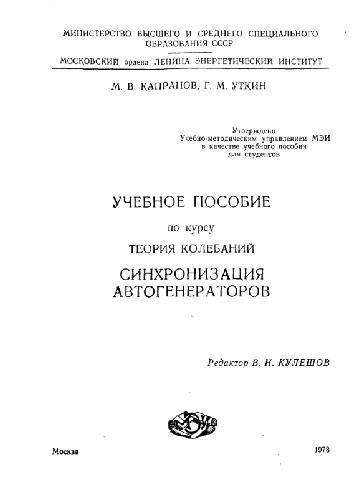 МИНИСТЕРСТВО ВЫСШЕГО И СРЕДНЕГО СПЕЦИАЛЬНОГО
ОБРАЗОВАНИЯ СССР
МОСКОВСКИЙ ордена ЛЕНИНА ЭНЕРГЕТИЧЕСКИЙ ИНСТИТУТ
М. В. КАПРАНОВ, Г. М. УТКИН
Утверждено
Учебно-методическим управлением МЭИ
в качестве учебного пособия
для студентов
УЧЕБНОЕ ПОСОБИЕ
по курсу
ТЕОРИЯ КОЛЕБАНИЙ
СИНХРОНИЗАЦИЯ
АВТОГЕНЕРАТОРОВ
Редактор В. Н. КУЛЕШОВ
Москва
1978